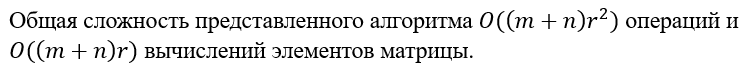 Общая сложность представленного алгоритма O((m + n)r²) операций и
O((m + n)r) вычислений элементов матрицы.